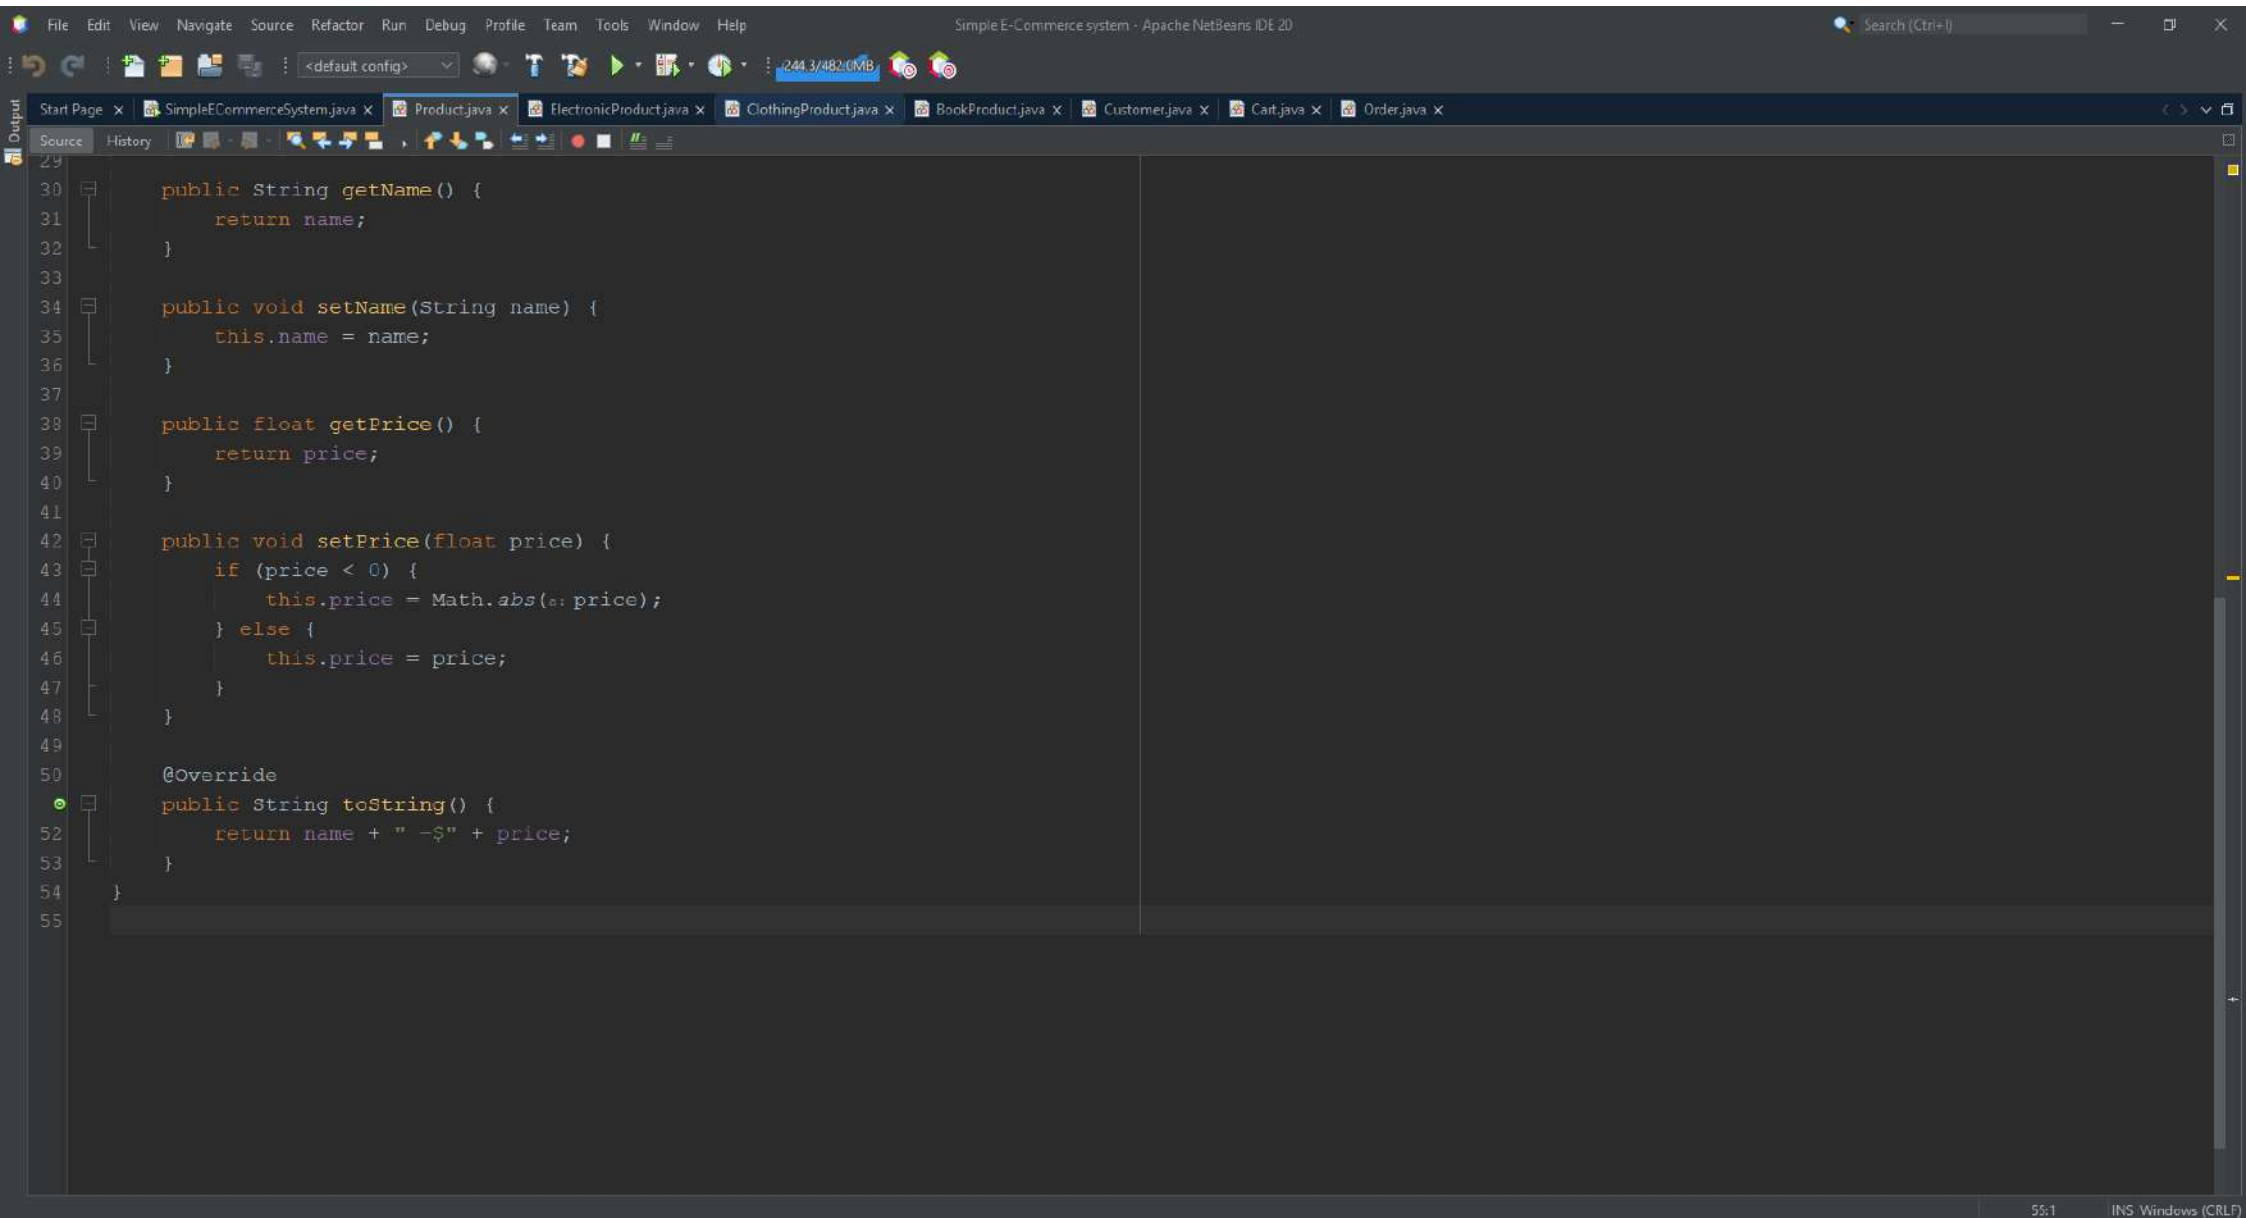 File Edit View Navigate Source Refactor Run Debug Profile Team Tools Window Help Simple E-Commerce system - Apache NetBeans IDE 20 Search (Ctrl+I)
<default config> 244.3/482.0MB
Output
Start Page SimpleECommerceSystem.java Product.java ElectronicProduct.java ClothingProduct.java BookProduct.java Customer.java Cart.java Order.java
Source History
29
30 public String getName() {
31 return name;
32 }
33
34 public void setName(String name) {
35 this.name = name;
36 }
37
38 public float getPrice() {
39 return price;
40 }
41
42 public void setPrice(float price) {
43 if (price < 0) {
44 this.price = Math.abs(a: price);
45 } else {
46 this.price = price;
47 }
48 }
49
50 @Override
public String toString() {
52 return name + " -$" + price;
53 }
54 }
55
55:1 INS Windows (CRLF)